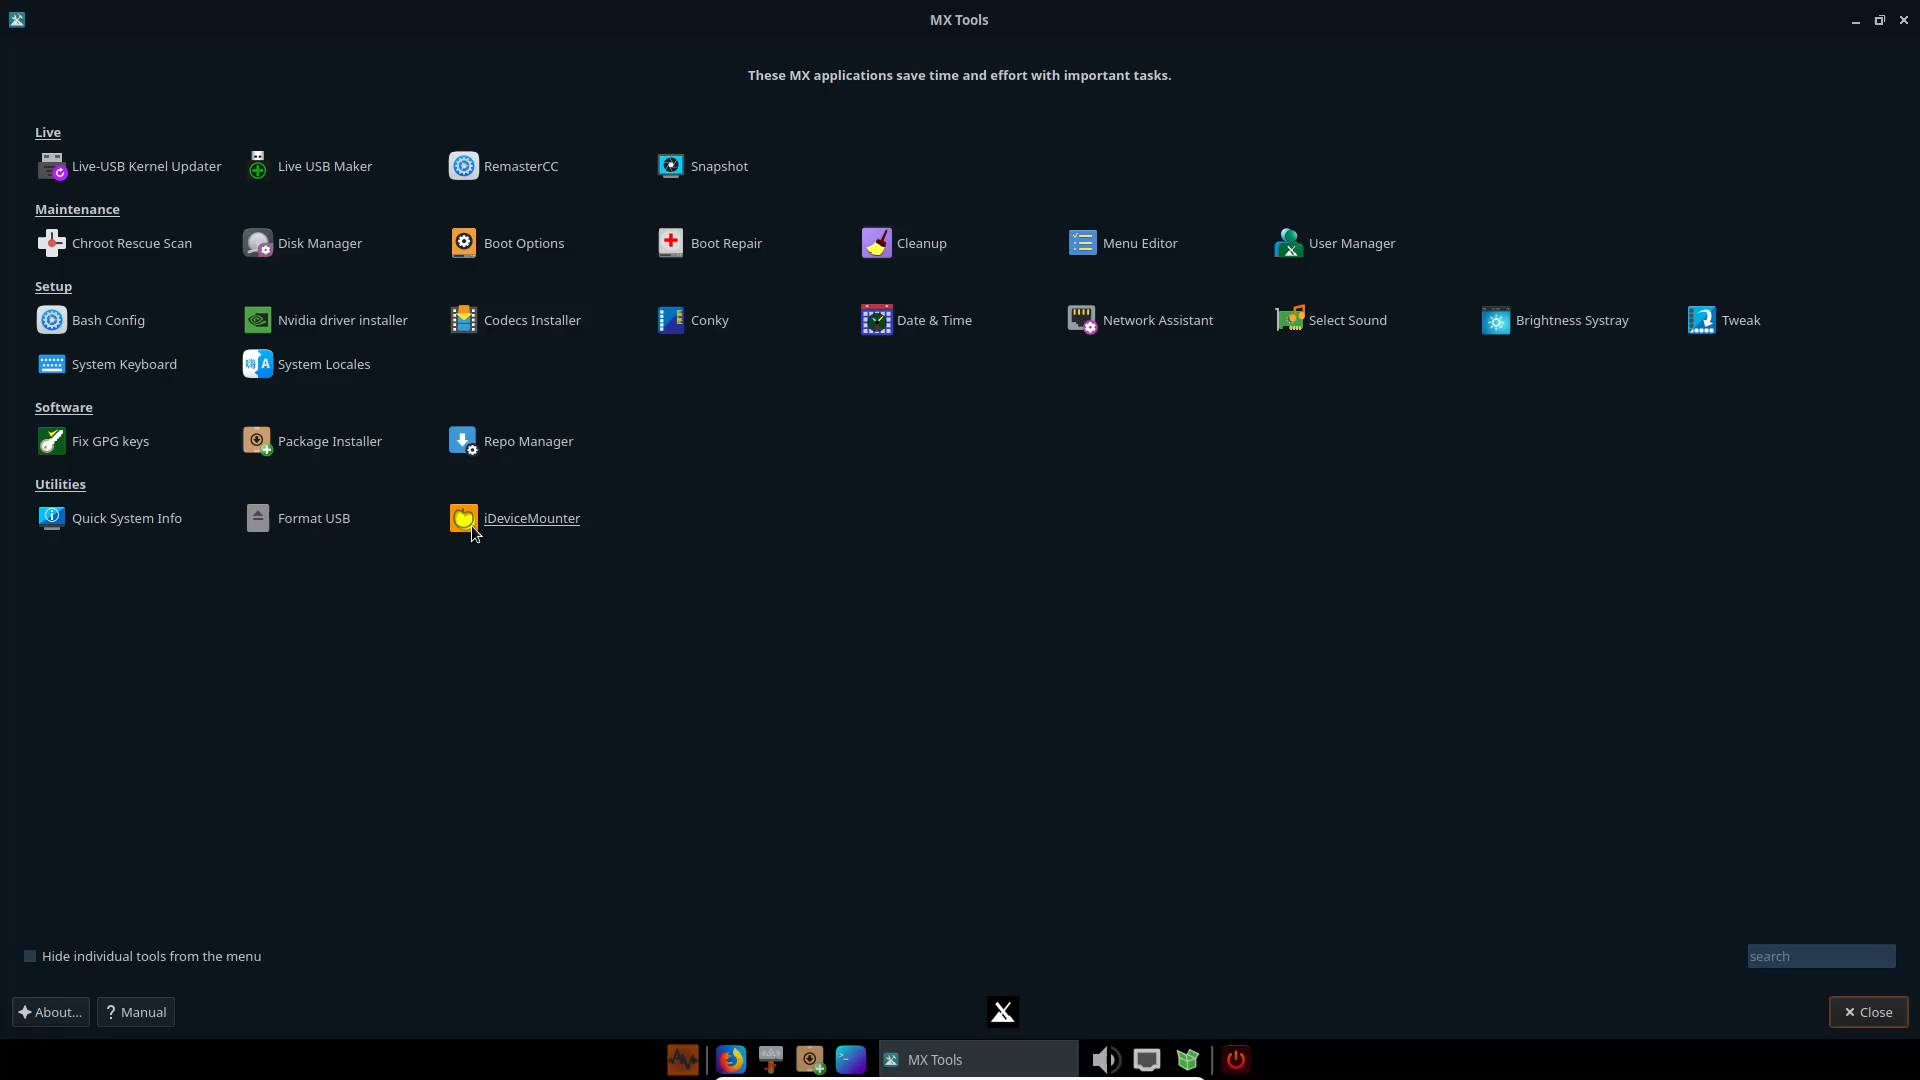 MX Tools
These MX applications save time and effort with important tasks.
Live
Live-USB Kernel Updater Live USB Maker RemasterCC Snapshot
Maintenance
Chroot Rescue Scan Disk Manager Boot Options Boot Repair Cleanup Menu Editor User Manager
Setup
Bash Config Nvidia driver installer Codecs Installer Conky Date & Time Network Assistant Select Sound Brightness Systray Tweak
System Keyboard System Locales
Software
Fix GPG keys Package Installer Repo Manager
Utilities
Quick System Info Format USB iDeviceMounter
Hide individual tools from the menu search
About... ? Manual Close
MX Tools